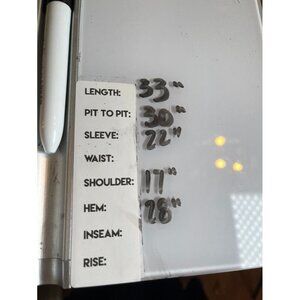 LENGTH: 33"
PIT TO PIT: 30"
SLEEVE: 22"
WAIST:
SHOULDER: 17"
HEM: 28"
INSEAM:
RISE: